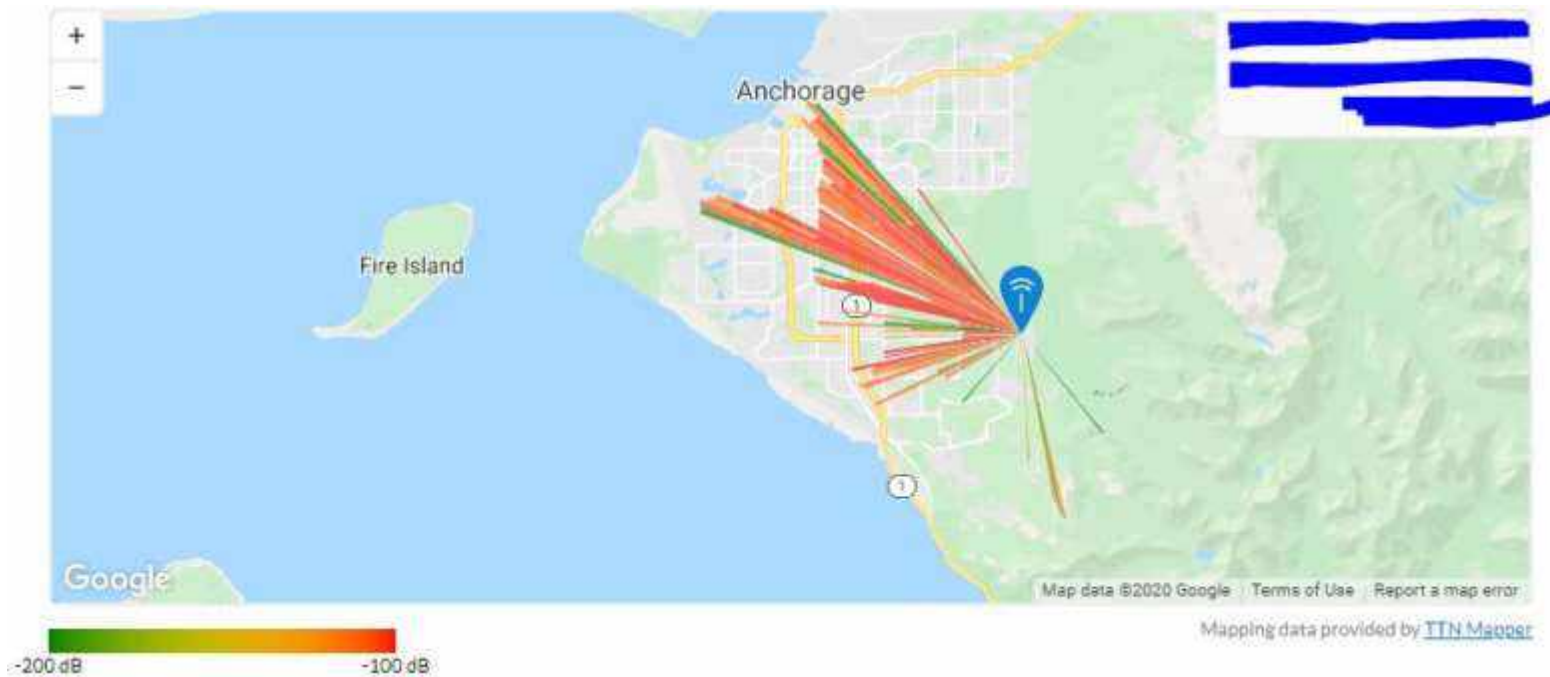 +
Anchorage
−
Fire Island
1
1
Google
Map data ©2020 Google Terms of Use Report a map error
Mapping data provided by TTN Mapper
-200 dB -100 dB